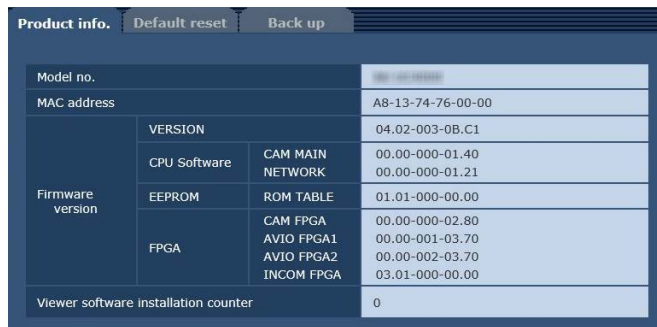 Product info. Default reset Back up
Model no.
MAC address A8-13-74-76-00-00
VERSION 04.02-003-0B.C1
CPU Software CAM MAIN 00.00-000-01.40
NETWORK 00.00-000-01.21
Firmware version
EEPROM ROM TABLE 01.01-000-00.00
FPGA CAM FPGA 00.00-000-02.80
AVIO FPGA1 00.00-001-03.70
AVIO FPGA2 00.00-002-03.70
INCOM FPGA 03.01-000-00.00
Viewer software installation counter 0